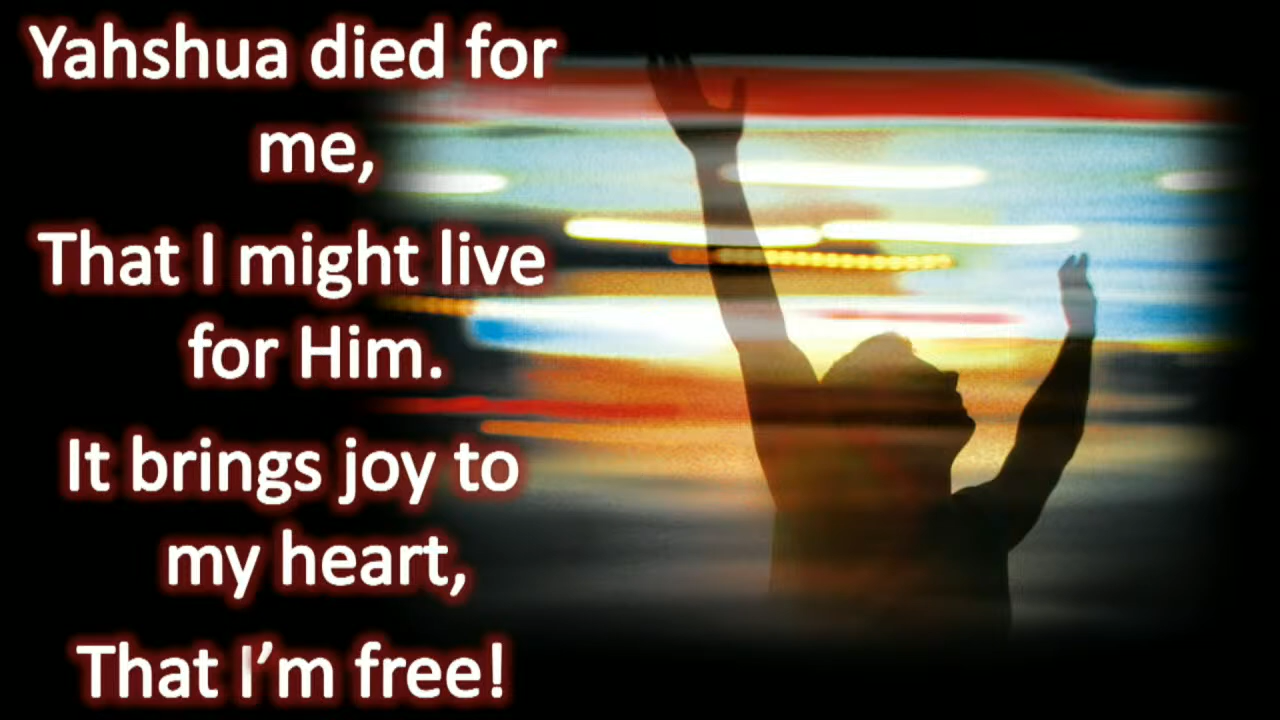 Yahshua died for
me,
That I might live
for Him.
It brings joy to
my heart,
That I’m free!